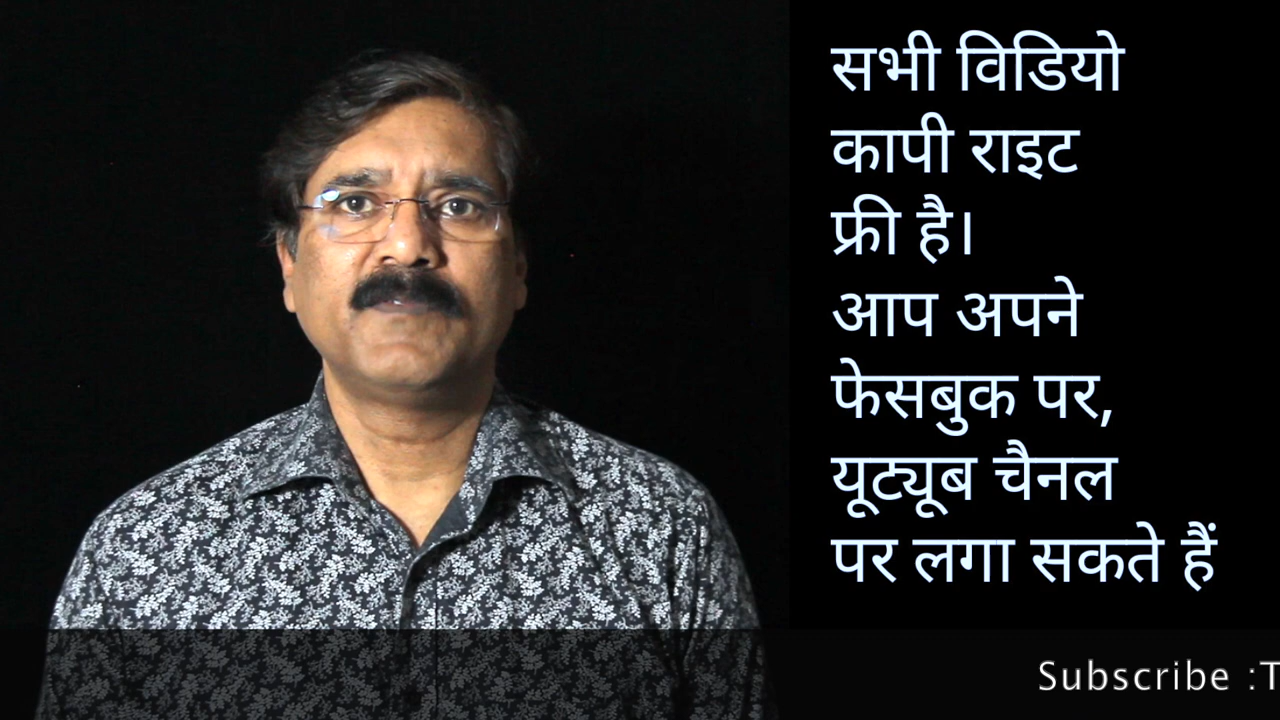 सभी विडियो
कापी राइट
फ्री है।
आप अपने
फेसबुक पर,
यूट्यूब चैनल
पर लगा सकते हैं
Subscribe :T